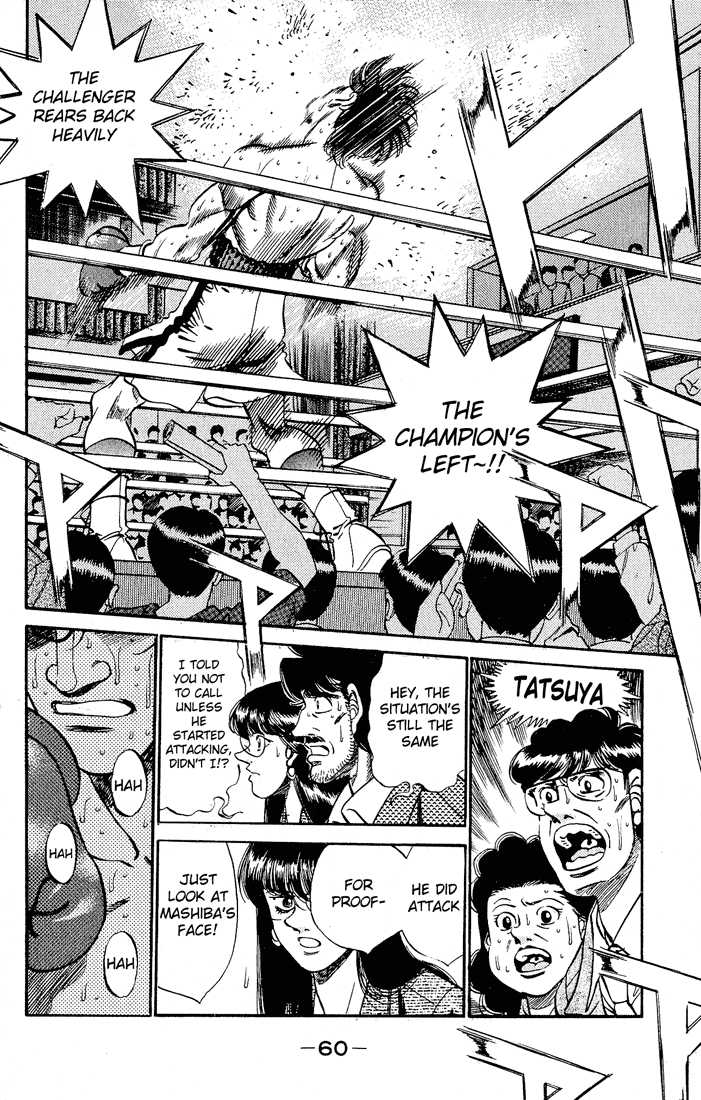 THE
CHALLENGER
REARS BACK
HEAVILY
THE
CHAMPION'S
LEFT~!!
TATSUYA
HEY, THE
SITUATION'S
STILL THE
SAME
I TOLD
YOU NOT
TO CALL
UNLESS
HE
STARTED
ATTACKING,
DIDN'T I!?
HE DID
ATTACK
FOR
PROOF-
JUST
LOOK AT
MASHIBA'S
FACE!
HAH
HAH
HAH
-60-